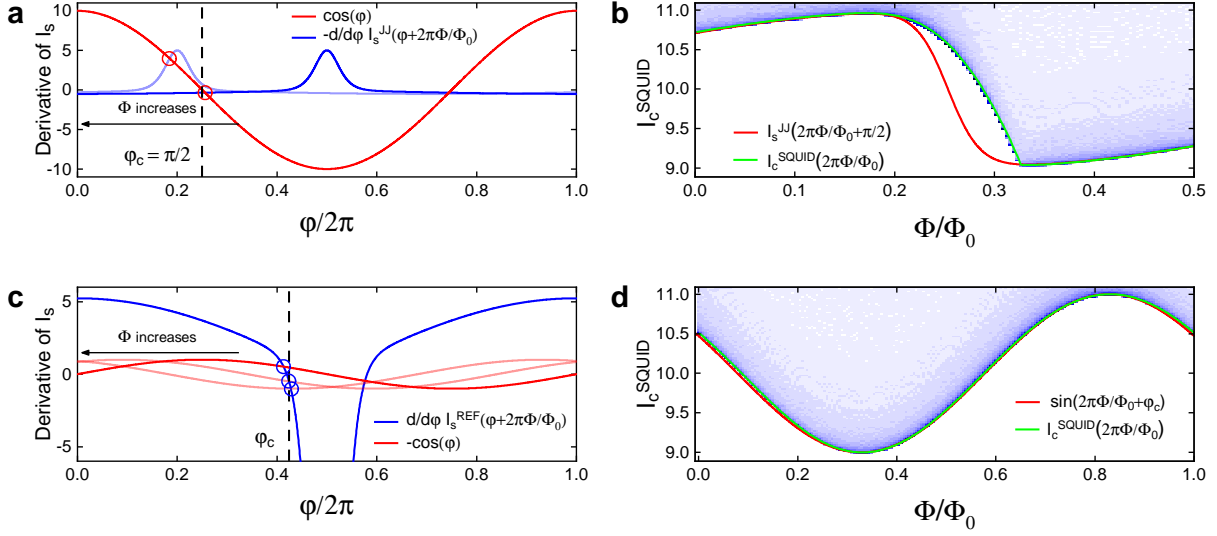 a
Derivative of I_s
10
5
0
-5
-10
cos(φ)
-d/dφ I_s^JJ(φ+2πΦ/Φ_0)
Φ increases
φ_c = π/2
0.0 0.2 0.4 0.6 0.8 1.0
φ/2π
b
I_c^SQUID
11.0
10.5
10.0
9.5
9.0
I_s^JJ(2πΦ/Φ_0+π/2)
I_c^SQUID(2πΦ/Φ_0)
0.0 0.1 0.2 0.3 0.4 0.5
Φ/Φ_0
c
Derivative of I_s
5
0
-5
Φ increases
φ_c
d/dφ I_s^REF(φ+2πΦ/Φ_0)
-cos(φ)
0.0 0.2 0.4 0.6 0.8 1.0
φ/2π
d
I_c^SQUID
11.0
10.5
10.0
9.5
9.0
sin(2πΦ/Φ_0+φ_c)
I_c^SQUID(2πΦ/Φ_0)
0.0 0.2 0.4 0.6 0.8 1.0
Φ/Φ_0